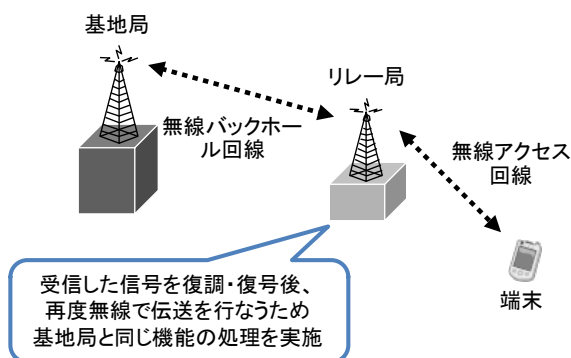 基地局
リレー局
無線バックホー
ル回線
無線アクセス
回線
端末
受信した信号を復調・復号後、
再度無線で伝送を行なうため
基地局と同じ機能の処理を実施